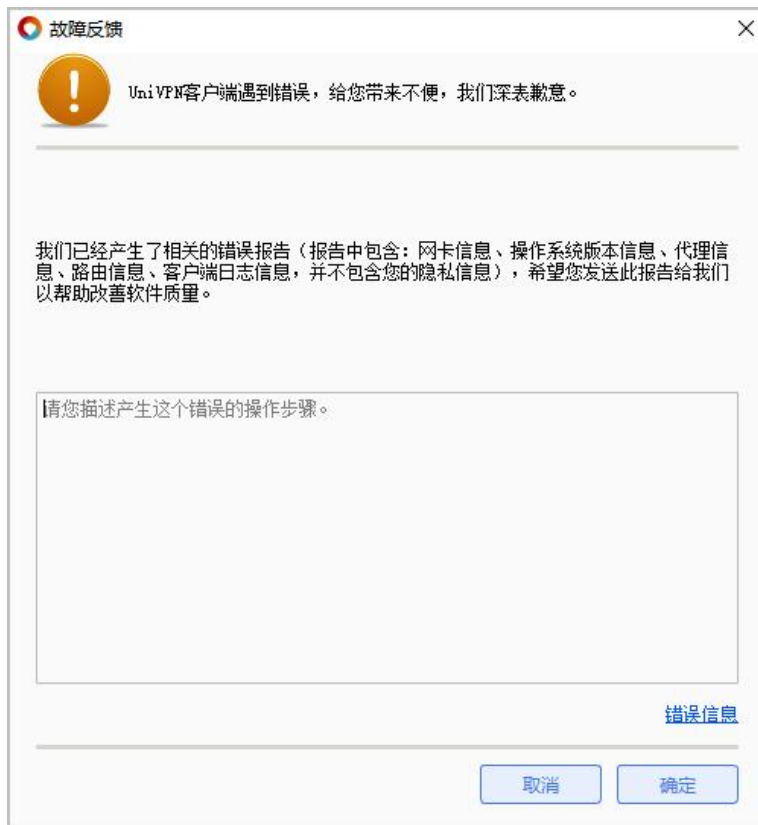 故障反馈
UniVPN客户端遇到错误，给您带来不便，我们深表歉意。
我们已经产生了相关的错误报告（报告中包含：网卡信息、操作系统版本信息、代理信
息、路由信息、客户端日志信息，并不包含您的隐私信息），希望您发送此报告给我们
以帮助改善软件质量。
请您描述产生这个错误的操作步骤。
错误信息
取消
确定